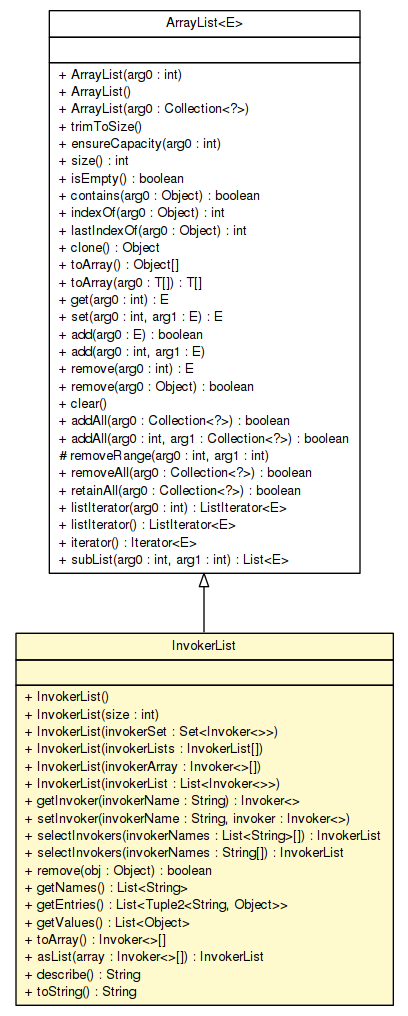 ArrayList<E>
+ ArrayList(arg0 : int)
+ ArrayList()
+ ArrayList(arg0 : Collection<?>)
+ trimToSize()
+ ensureCapacity(arg0 : int)
+ size() : int
+ isEmpty() : boolean
+ contains(arg0 : Object) : boolean
+ indexOf(arg0 : Object) : int
+ lastIndexOf(arg0 : Object) : int
+ clone() : Object
+ toArray() : Object[]
+ toArray(arg0 : T[]) : T[]
+ get(arg0 : int) : E
+ set(arg0 : int, arg1 : E) : E
+ add(arg0 : E) : boolean
+ add(arg0 : int, arg1 : E)
+ remove(arg0 : int) : E
+ remove(arg0 : Object) : boolean
+ clear()
+ addAll(arg0 : Collection<?>) : boolean
+ addAll(arg0 : int, arg1 : Collection<?>) : boolean
# removeRange(arg0 : int, arg1 : int)
+ removeAll(arg0 : Collection<?>) : boolean
+ retainAll(arg0 : Collection<?>) : boolean
+ listIterator(arg0 : int) : ListIterator<E>
+ listIterator() : ListIterator<E>
+ iterator() : Iterator<E>
+ subList(arg0 : int, arg1 : int) : List<E>
InvokerList
+ InvokerList()
+ InvokerList(size : int)
+ InvokerList(invokerSet : Set<Invoker<>>)
+ InvokerList(invokerLists : InvokerList[])
+ InvokerList(invokerArray : Invoker<>[])
+ InvokerList(invokerList : List<Invoker<>>)
+ getInvoker(invokerName : String) : Invoker<>
+ setInvoker(invokerName : String, invoker : Invoker<>)
+ selectInvokers(invokerNames : List<String>[]) : InvokerList
+ selectInvokers(invokerNames : String[]) : InvokerList
+ remove(obj : Object) : boolean
+ getNames() : List<String>
+ getEntries() : List<Tuple2<String, Object>>
+ getValues() : List<Object>
+ toArray() : Invoker<>[]
+ asList(array : Invoker<>[]) : InvokerList
+ describe() : String
+ toString() : String